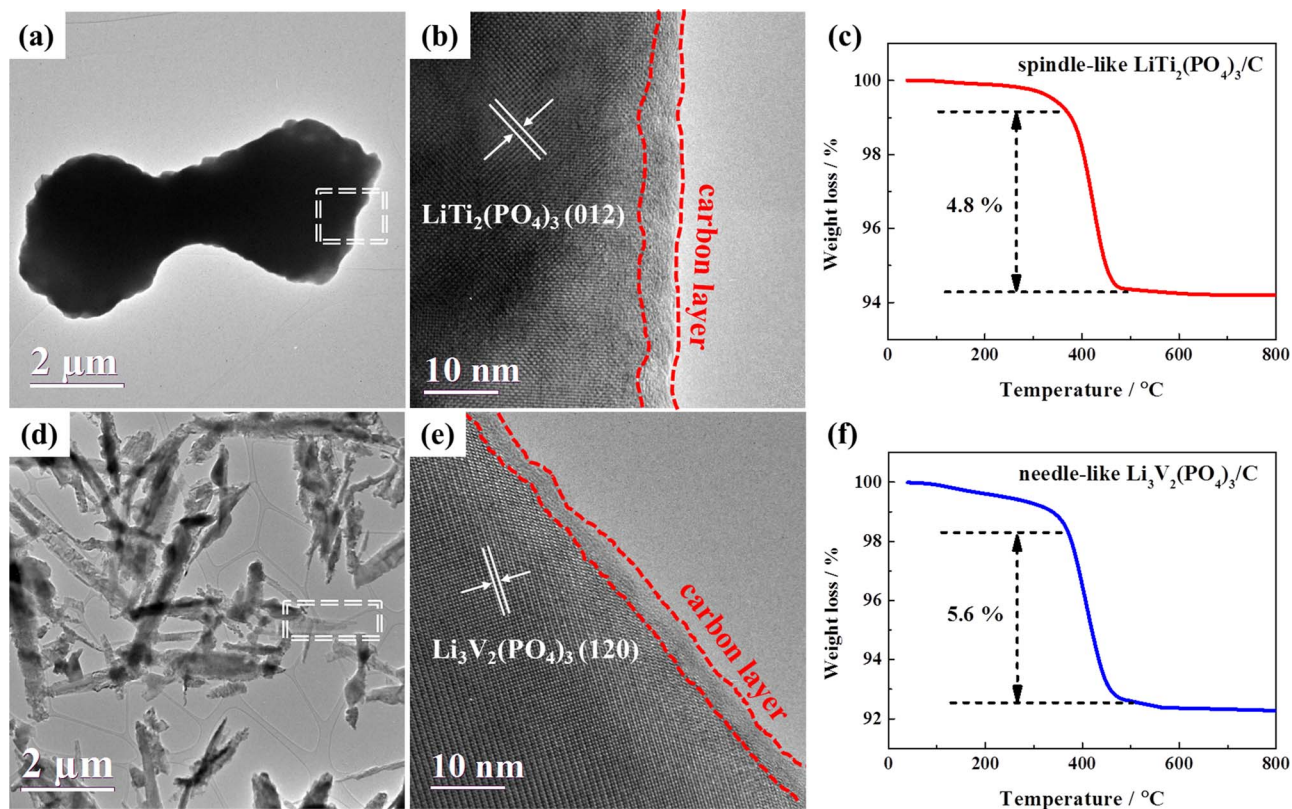 (a)
2 µm
(b)
LiTi₂(PO₄)₃ (012)
carbon layer
10 nm
(c)
spindle-like LiTi₂(PO₄)₃/C
4.8 %
100
98
96
94
Weight loss / %
0
200
400
600
800
Temperature / °C
(d)
2 µm
(e)
Li₃V₂(PO₄)₃ (120)
carbon layer
10 nm
(f)
needle-like Li₃V₂(PO₄)₃/C
5.6 %
100
98
96
94
92
Weight loss / %
0
200
400
600
800
Temperature / °C